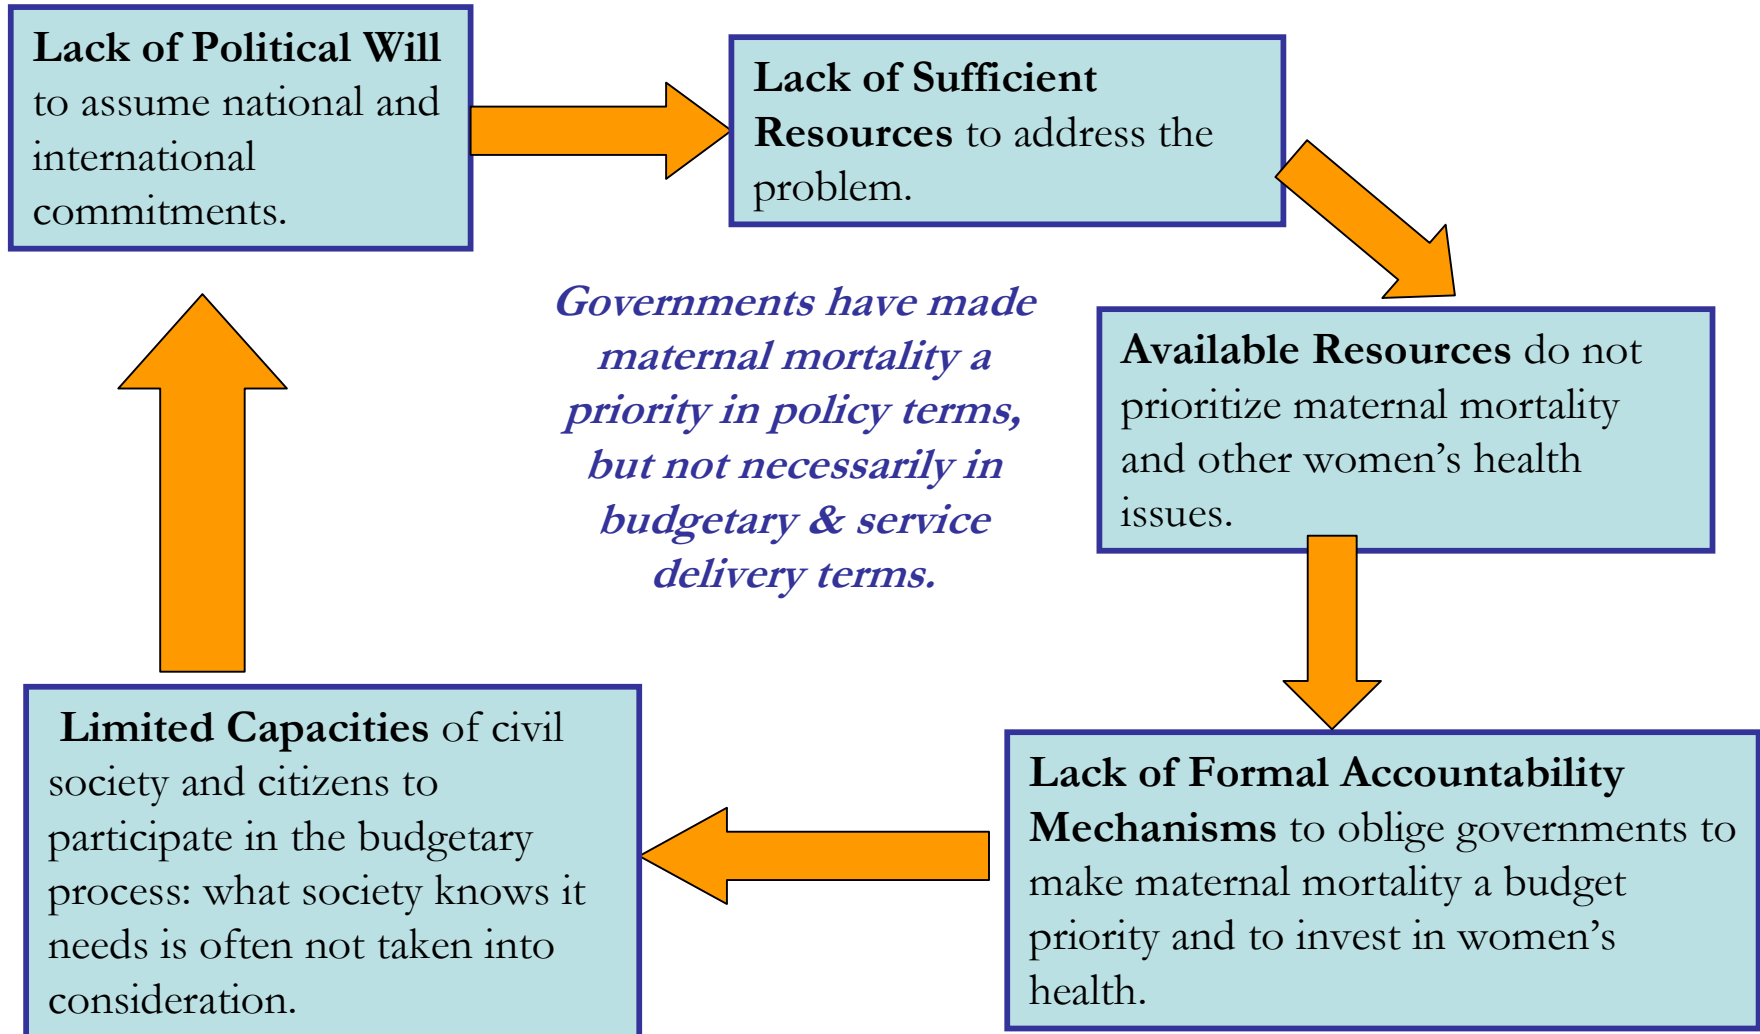 Lack of Political Will
to assume national and
international
commitments.
Lack of Sufficient
Resources to address the
problem.
Governments have made
maternal mortality a
priority in policy terms,
but not necessarily in
budgetary & service
delivery terms.
Available Resources do not
prioritize maternal mortality
and other women’s health
issues.
Limited Capacities of civil
society and citizens to
participate in the budgetary
process: what society knows it
needs is often not taken into
consideration.
Lack of Formal Accountability
Mechanisms to oblige governments to
make maternal mortality a budget
priority and to invest in women’s
health.